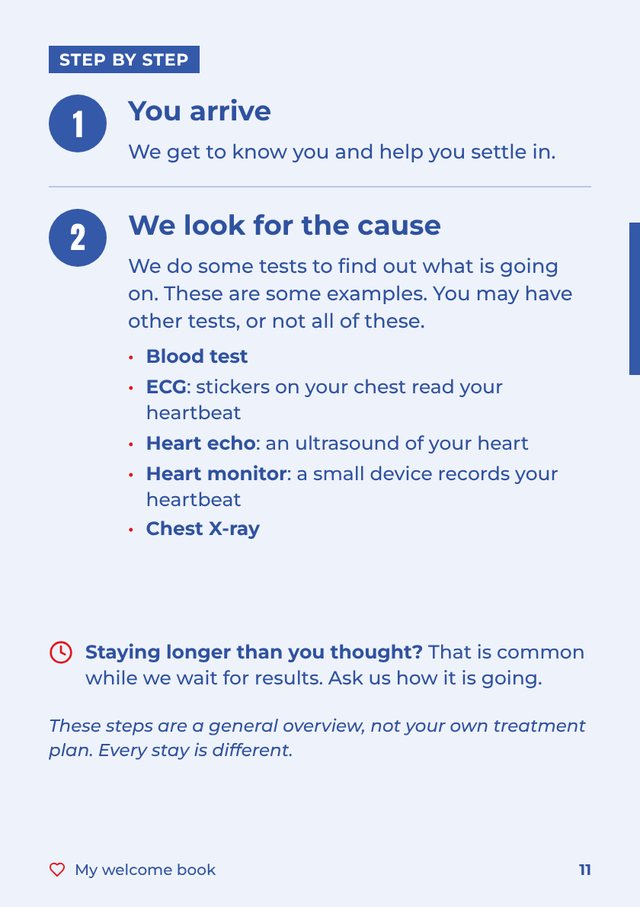 STEP BY STEP
1
You arrive
We get to know you and help you settle in.
2
We look for the cause
We do some tests to find out what is going
on. These are some examples. You may have
other tests, or not all of these.
• Blood test
• ECG: stickers on your chest read your
heartbeat
• Heart echo: an ultrasound of your heart
• Heart monitor: a small device records your
heartbeat
• Chest X-ray
Staying longer than you thought? That is common
while we wait for results. Ask us how it is going.
These steps are a general overview, not your own treatment
plan. Every stay is different.
My welcome book
11